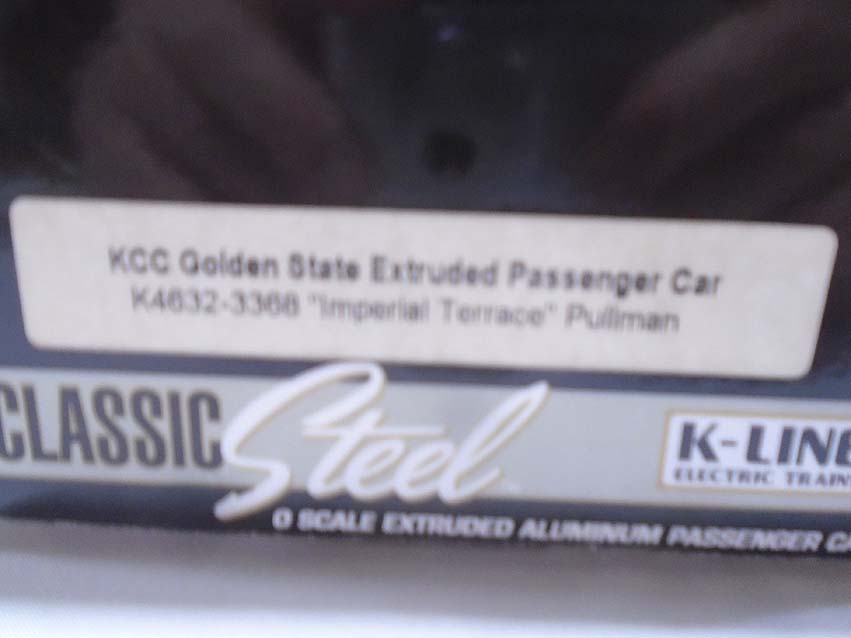 KCC Golden State Extruded Passenger Car
K4632-3368 "Imperial Terrace" Pullman
CLASSIC Steel
K-LINE
ELECTRIC TRAINS
O SCALE EXTRUDED ALUMINUM PASSENGER CA